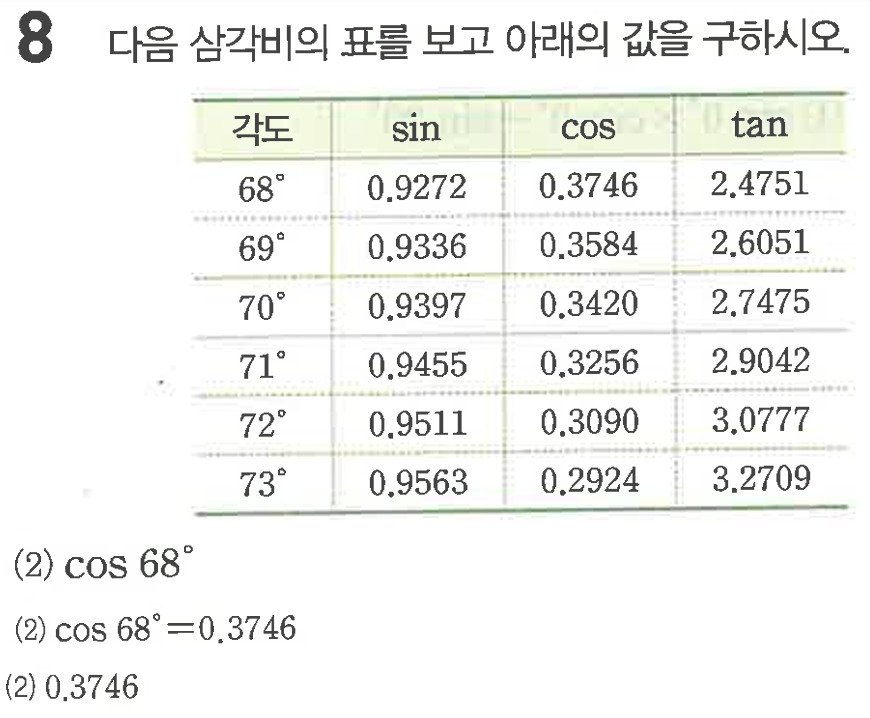 8 다음 삼각비의 표를 보고 아래의 값을 구하시오.
각도 sin cos tan
68° 0.9272 0.3746 2.4751
69° 0.9336 0.3584 2.6051
70° 0.9397 0.3420 2.7475
71° 0.9455 0.3256 2.9042
72° 0.9511 0.3090 3.0777
73° 0.9563 0.2924 3.2709
(2) cos 68°
(2) cos 68°=0.3746
(2) 0.3746